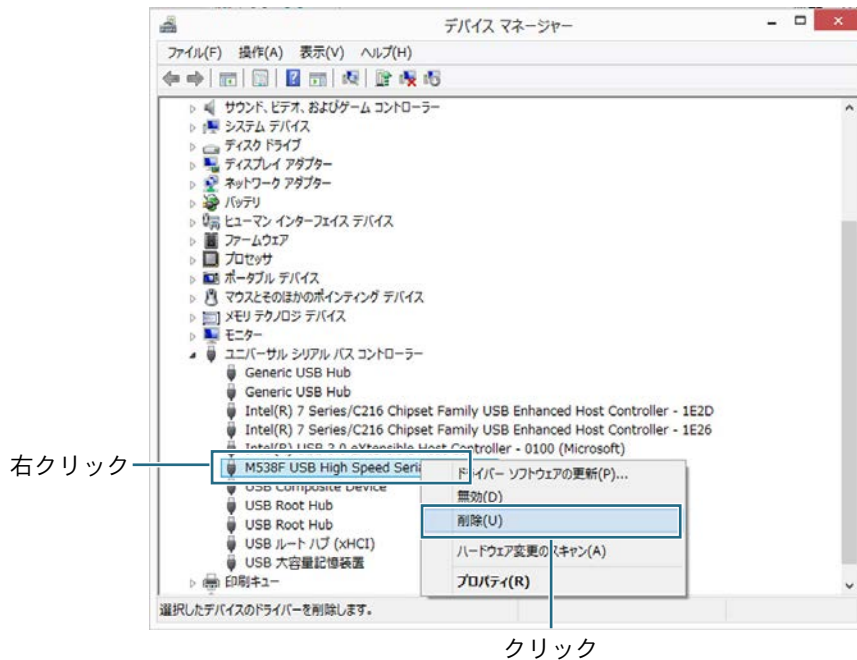 デバイス マネージャー
ファイル(F) 操作(A) 表示(V) ヘルプ(H)
サウンド、ビデオ、およびゲーム コントローラー
システム デバイス
ディスク ドライブ
ディスプレイ アダプター
ネットワーク アダプター
バッテリ
ヒューマン インターフェイス デバイス
ファームウェア
プロセッサ
ポータブル デバイス
マウスとそのほかのポインティング デバイス
メモリ テクノロジ デバイス
モニター
ユニバーサル シリアル バス コントローラー
Generic USB Hub
Generic USB Hub
Intel(R) 7 Series/C216 Chipset Family USB Enhanced Host Controller - 1E2D
Intel(R) 7 Series/C216 Chipset Family USB Enhanced Host Controller - 1E26
Intel(R) USB 3.0 eXtensible Host Controller - 0100 (Microsoft)
右クリック
M538F USB High Speed Seria
USB Composite Device
USB Root Hub
USB Root Hub
USB ルート ハブ (xHCI)
USB 大容量記憶装置
印刷キュー
ドライバー ソフトウェアの更新(P)...
無効(D)
削除(U)
ハードウェア変更のスキャン(A)
プロパティ(R)
選択したデバイスのドライバーを削除します。
クリック